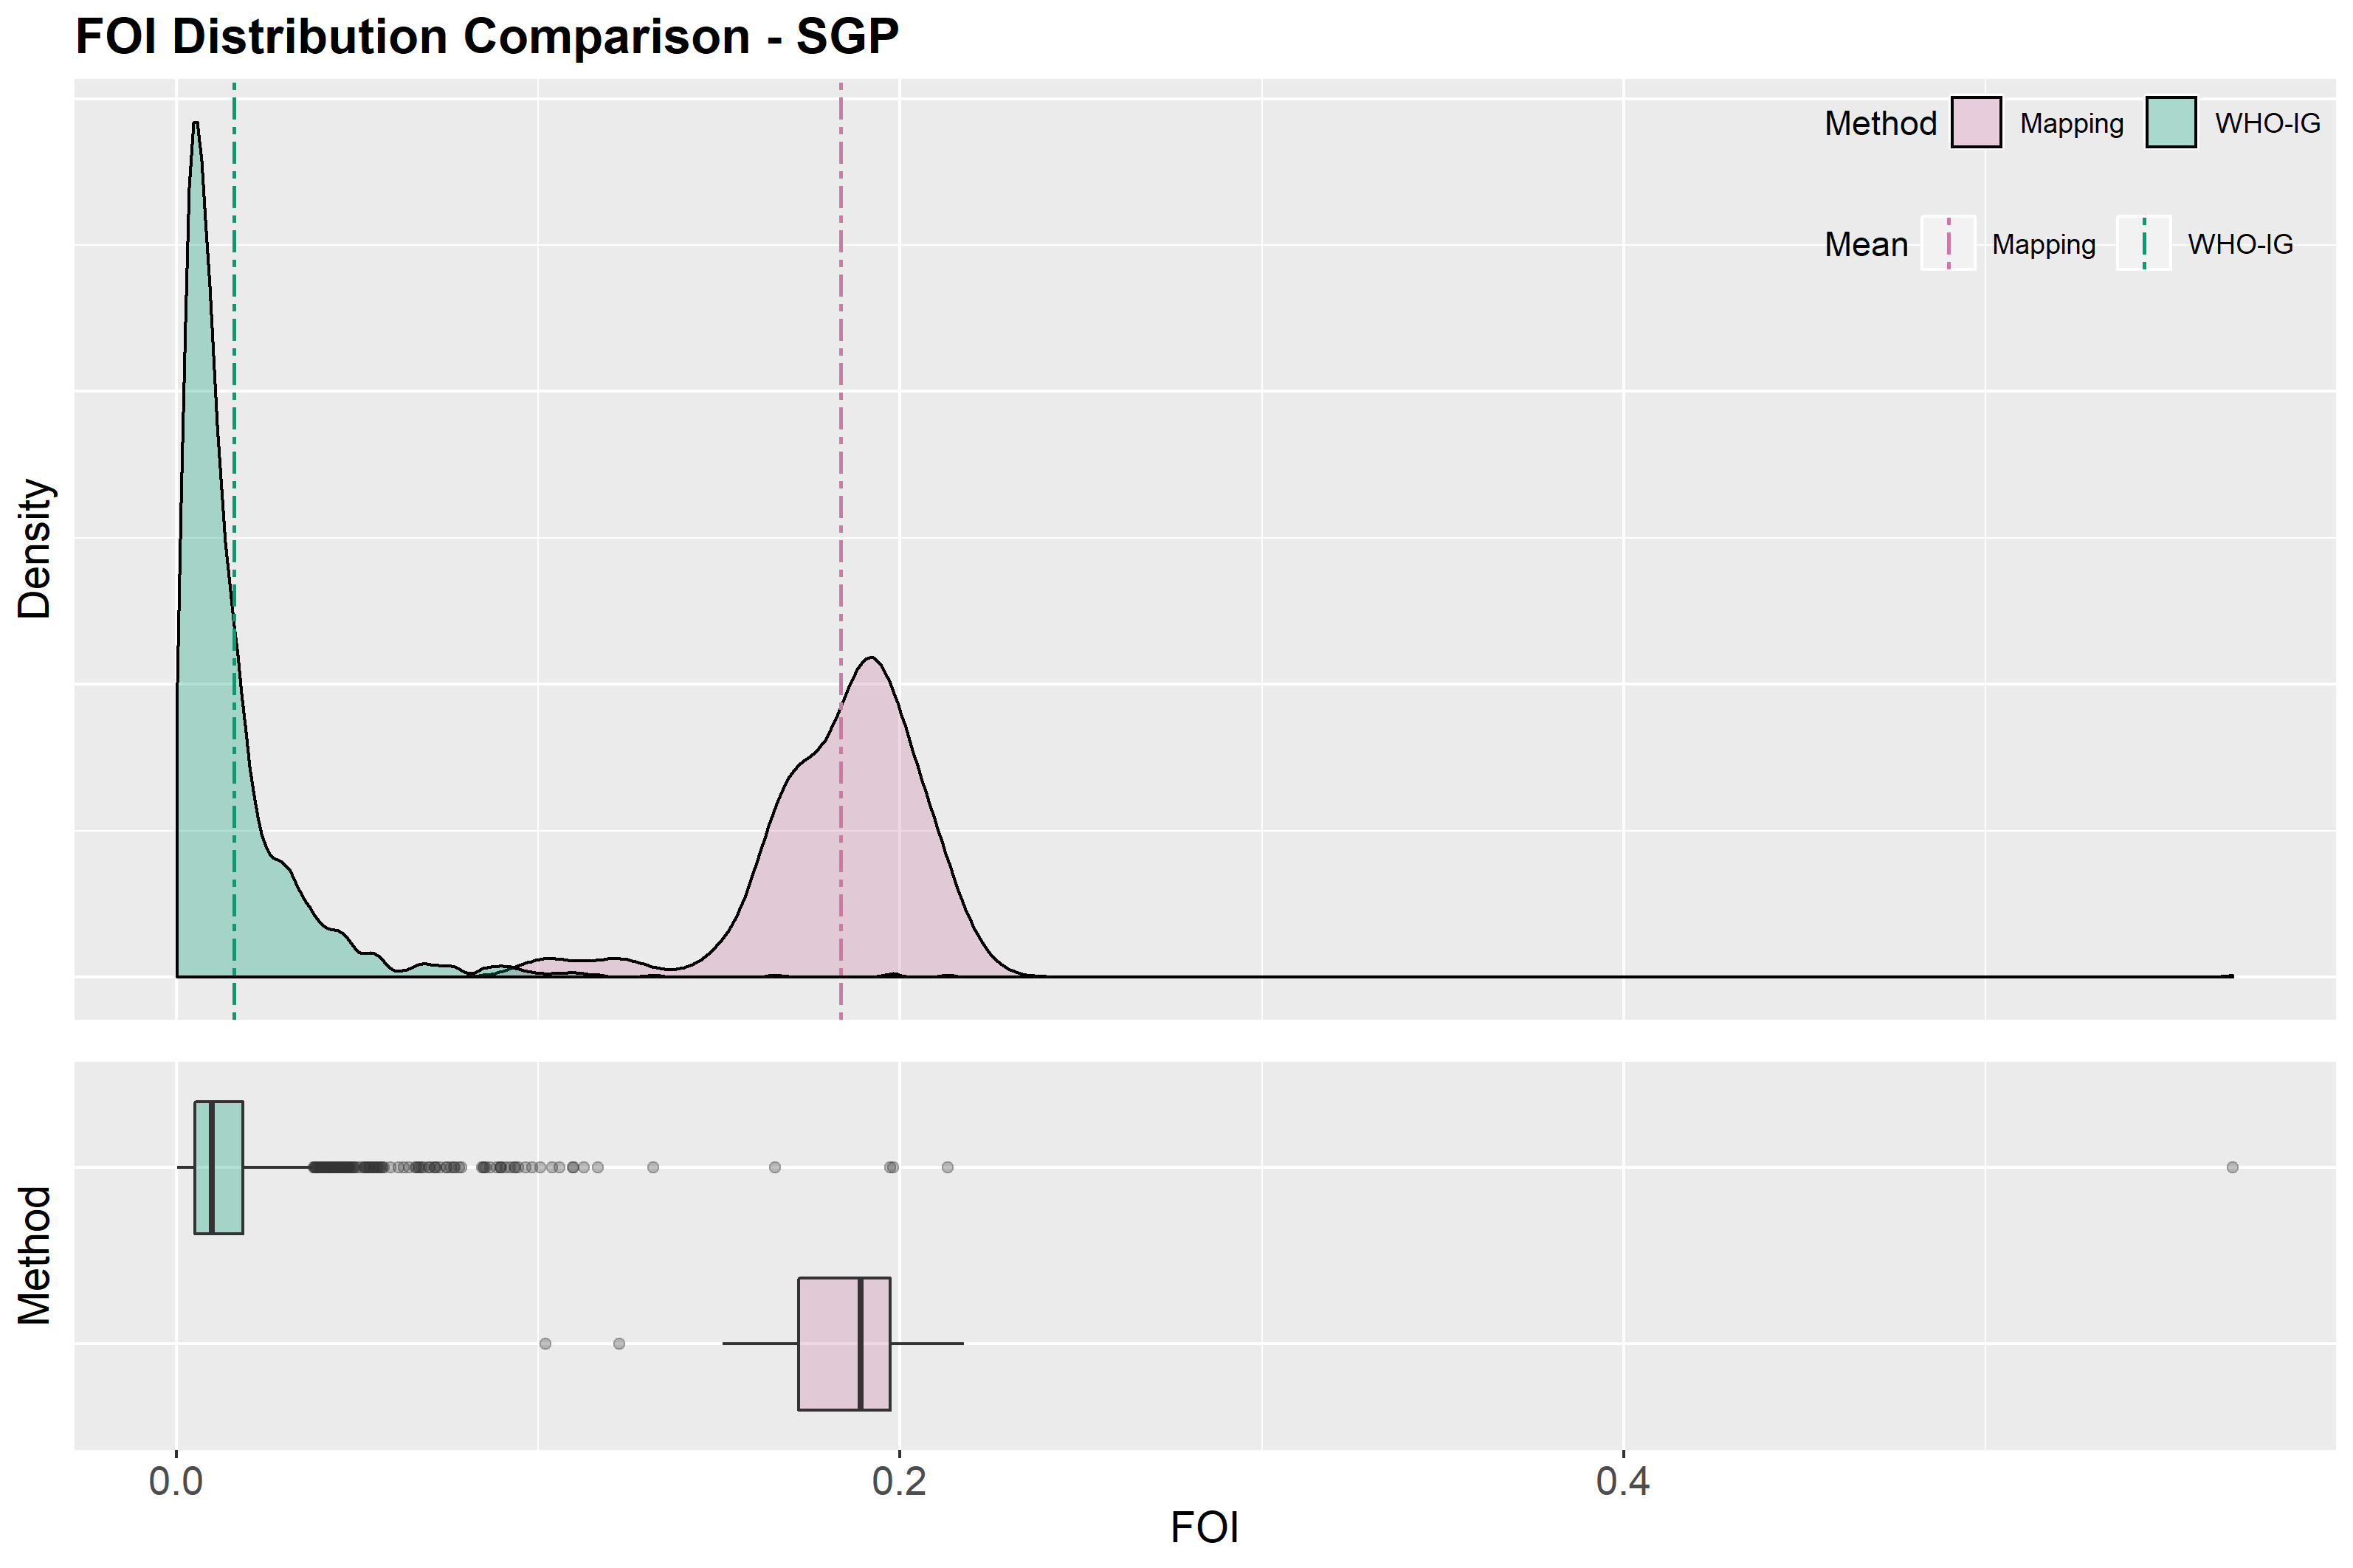 FOI Distribution Comparison - SGP
Method Mapping WHO-IG
Mean Mapping WHO-IG
Density
Method
0.0 0.2 0.4
FOI